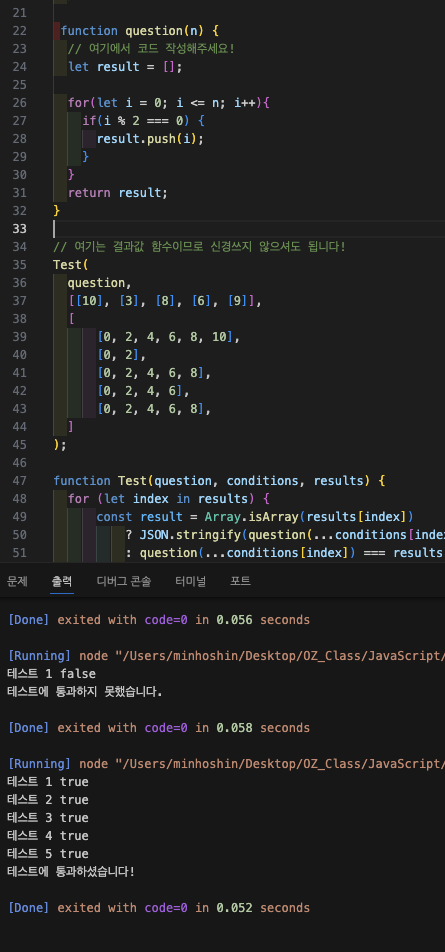 21
22 function question(n) {
23 // 여기에서 코드 작성해주세요!
24 let result = [];
25
26 for(let i = 0; i <= n; i++){
27 if(i % 2 === 0) {
28 result.push(i);
29 }
30 }
31 return result;
32 }
33
34 // 여기는 결과값 함수이므로 신경쓰지 않으셔도 됩니다!
35 Test(
36 question,
37 [[10], [3], [8], [6], [9]],
38 [
39 [0, 2, 4, 6, 8, 10],
40 [0, 2],
41 [0, 2, 4, 6, 8],
42 [0, 2, 4, 6],
43 [0, 2, 4, 6, 8],
44 ]
45 );
46
47 function Test(question, conditions, results) {
48 for (let index in results) {
49 const result = Array.isArray(results[index])
50 ? JSON.stringify(question(...conditions[inde
51 : question(...conditions[index]) === results
문제 출력 디버그 콘솔 터미널 포트
[Done] exited with code=0 in 0.056 seconds
[Running] node "/Users/minhoshin/Desktop/OZ_Class/JavaScript/
테스트 1 false
테스트에 통과하지 못했습니다.
[Done] exited with code=0 in 0.058 seconds
[Running] node "/Users/minhoshin/Desktop/OZ_Class/JavaScript/
테스트 1 true
테스트 2 true
테스트 3 true
테스트 4 true
테스트 5 true
테스트에 통과하셨습니다!
[Done] exited with code=0 in 0.052 seconds